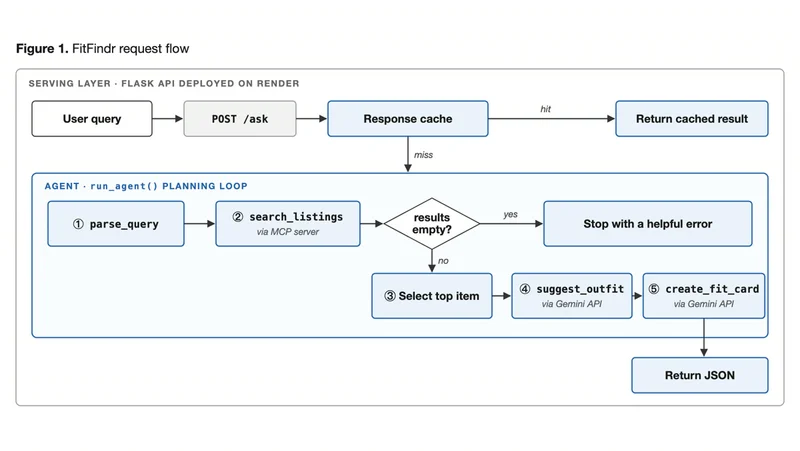 Figure 1. FitFindr request flow
SERVING LAYER · FLASK API DEPLOYED ON RENDER
User query
POST /ask
Response cache
hit
Return cached result
miss
AGENT · run_agent() PLANNING LOOP
① parse_query
② search_listings
via MCP server
results
empty?
yes
Stop with a helpful error
no
③ Select top item
④ suggest_outfit
via Gemini API
⑤ create_fit_card
via Gemini API
Return JSON